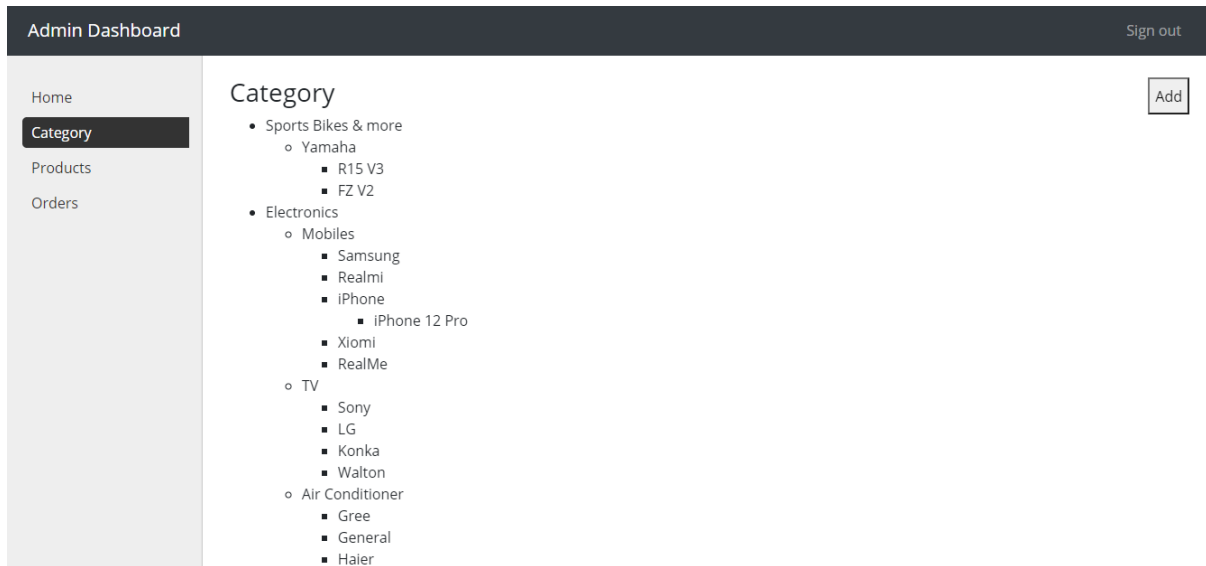 Admin Dashboard
Sign out
Home
Category
Products
Orders
Category
Add
Sports Bikes & more
Yamaha
R15 V3
FZ V2
Electronics
Mobiles
Samsung
Realmi
iPhone
iPhone 12 Pro
Xiomi
RealMe
TV
Sony
LG
Konka
Walton
Air Conditioner
Gree
General
Haier